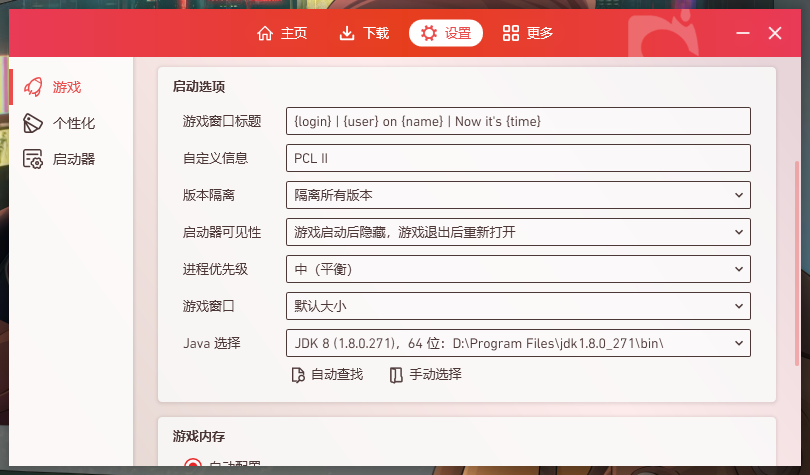 主页 下载 设置 更多
游戏
个性化
启动器
启动选项
游戏窗口标题 {login} | {user} on {name} | Now it's {time}
自定义信息 PCL II
版本隔离 隔离所有版本
启动器可见性 游戏启动后隐藏，游戏退出后重新打开
进程优先级 中（平衡）
游戏窗口 默认大小
Java 选择 JDK 8 (1.8.0.271)，64 位：D:\Program Files\jdk1.8.0_271\bin\
自动查找 手动选择
游戏内存
自动配置